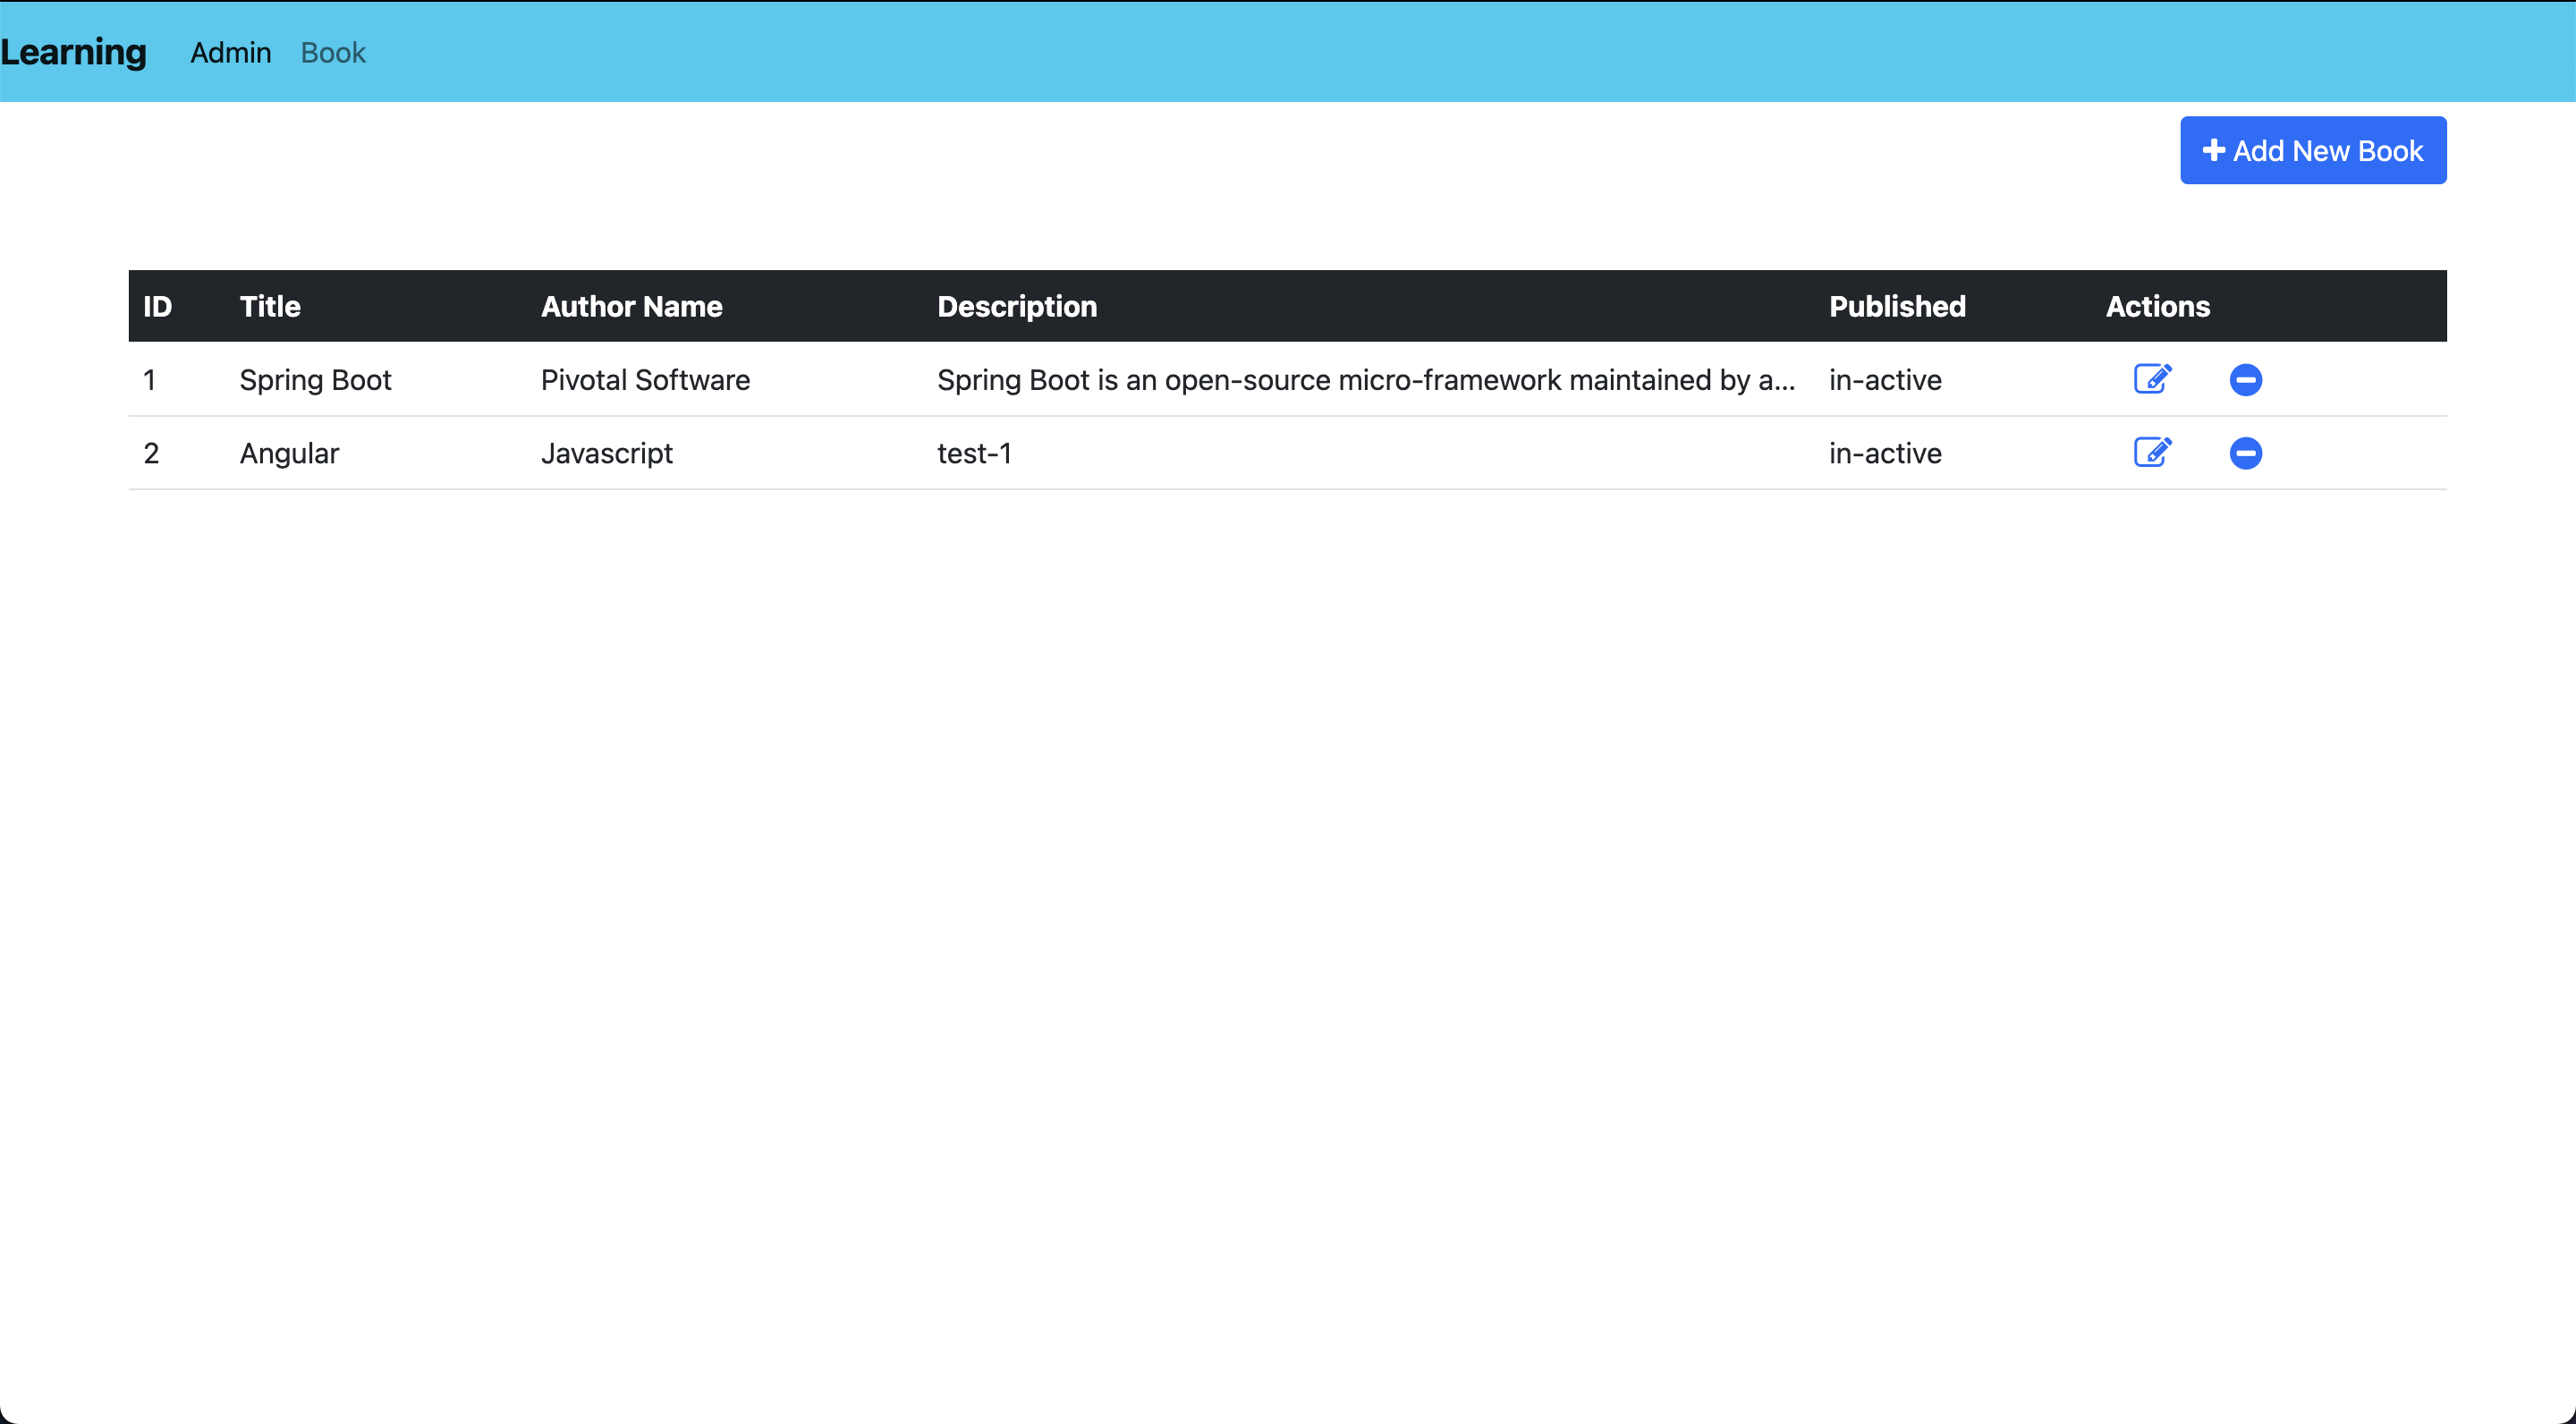 Learning Admin Book
Add New Book
ID Title Author Name Description Published Actions
1 Spring Boot Pivotal Software Spring Boot is an open-source micro-framework maintained by a... in-active
2 Angular Javascript test-1 in-active